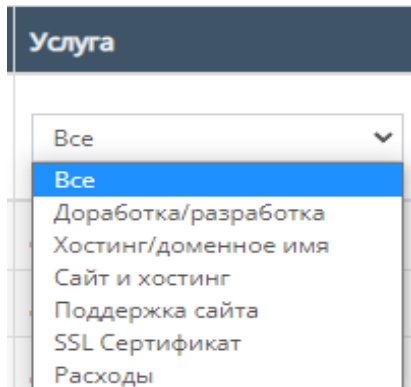 Услуга
Все
Все
Доработка/разработка
Хостинг/доменное имя
Сайт и хостинг
Поддержка сайта
SSL Сертификат
Расходы